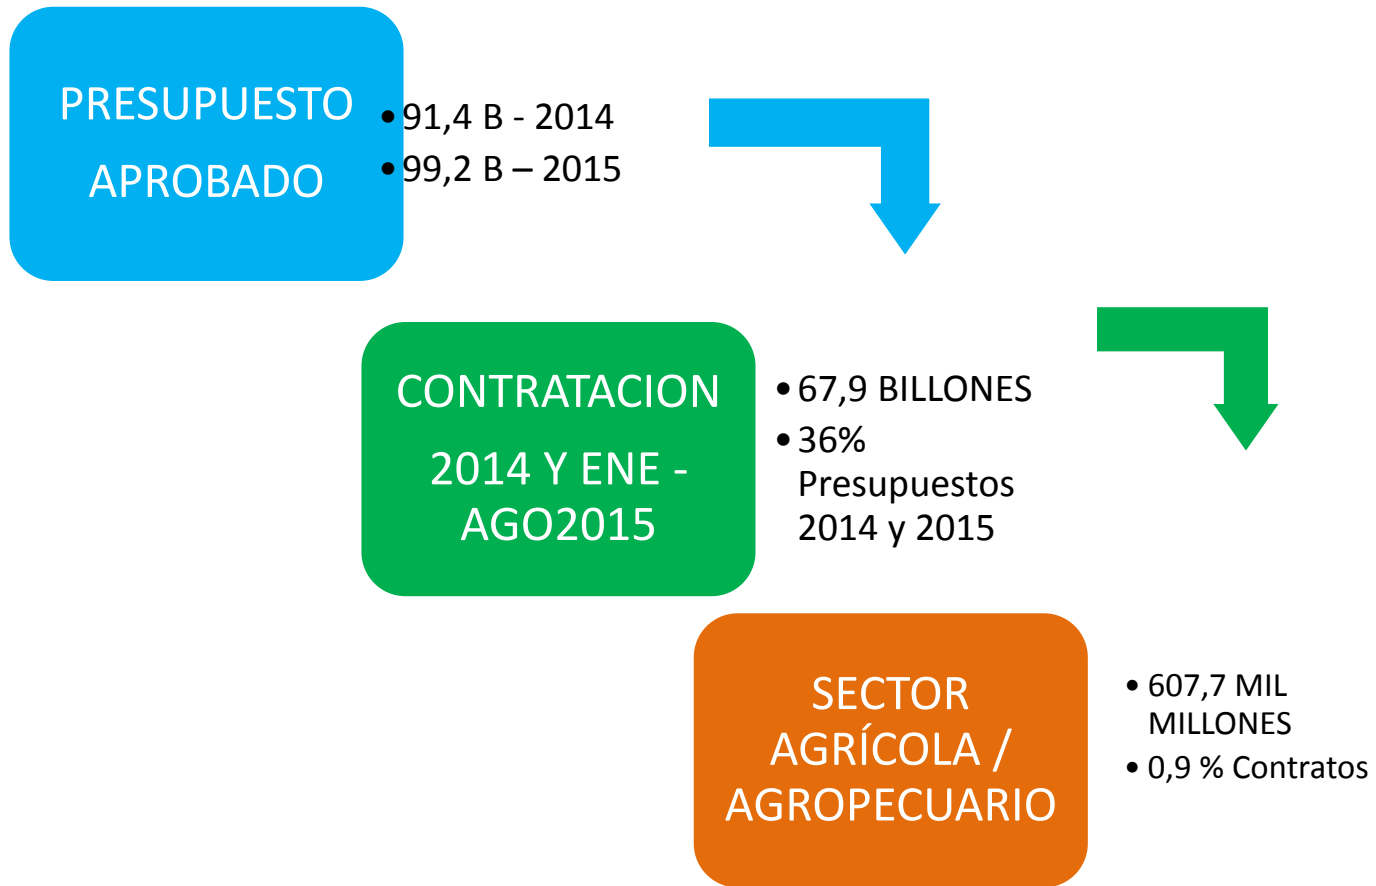 PRESUPUESTO
APROBADO
•91,4 B - 2014
•99,2 B – 2015
CONTRATACION
2014 Y ENE -
AGO2015
•67,9 BILLONES
•36%
Presupuestos
2014 y 2015
SECTOR
AGRÍCOLA /
AGROPECUARIO
• 607,7 MIL
MILLONES
• 0,9 % Contratos